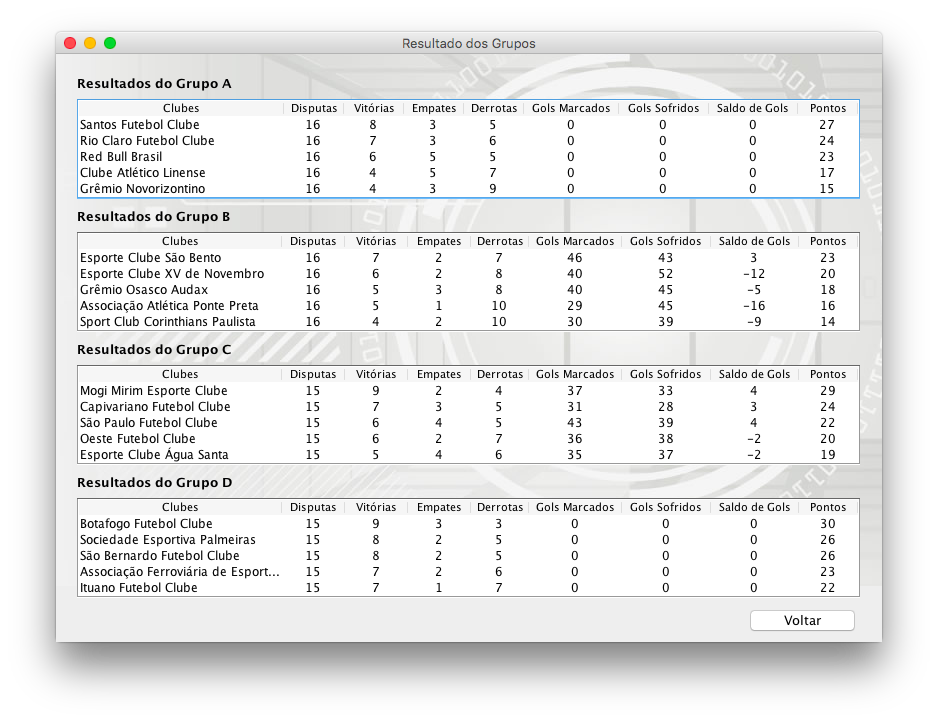 Resultado dos Grupos
Resultados do Grupo A
Clubes Disputas Vitórias Empates Derrotas Gols Marcados Gols Sofridos Saldo de Gols Pontos
Santos Futebol Clube 16 8 3 5 0 0 0 27
Rio Claro Futebol Clube 16 7 3 6 0 0 0 24
Red Bull Brasil 16 6 5 5 0 0 0 23
Clube Atlético Linense 16 4 5 7 0 0 0 17
Grêmio Novorizontino 16 4 3 9 0 0 0 15
Resultados do Grupo B
Clubes Disputas Vitórias Empates Derrotas Gols Marcados Gols Sofridos Saldo de Gols Pontos
Esporte Clube São Bento 16 7 2 7 46 43 3 23
Esporte Clube XV de Novembro 16 6 2 8 40 52 -12 20
Grêmio Osasco Audax 16 5 3 8 40 45 -5 18
Associação Atlética Ponte Preta 16 5 1 10 29 45 -16 16
Sport Club Corinthians Paulista 16 4 2 10 30 39 -9 14
Resultados do Grupo C
Clubes Disputas Vitórias Empates Derrotas Gols Marcados Gols Sofridos Saldo de Gols Pontos
Mogi Mirim Esporte Clube 15 9 2 4 37 33 4 29
Capivariano Futebol Clube 15 7 3 5 31 28 3 24
São Paulo Futebol Clube 15 6 4 5 43 39 4 22
Oeste Futebol Clube 15 6 2 7 36 38 -2 20
Esporte Clube Água Santa 15 5 4 6 35 37 -2 19
Resultados do Grupo D
Clubes Disputas Vitórias Empates Derrotas Gols Marcados Gols Sofridos Saldo de Gols Pontos
Botafogo Futebol Clube 15 9 3 3 0 0 0 30
Sociedade Esportiva Palmeiras 15 8 2 5 0 0 0 26
São Bernardo Futebol Clube 15 8 2 5 0 0 0 26
Associação Ferroviária de Esport... 15 7 2 6 0 0 0 23
Ituano Futebol Clube 15 7 1 7 0 0 0 22
Voltar